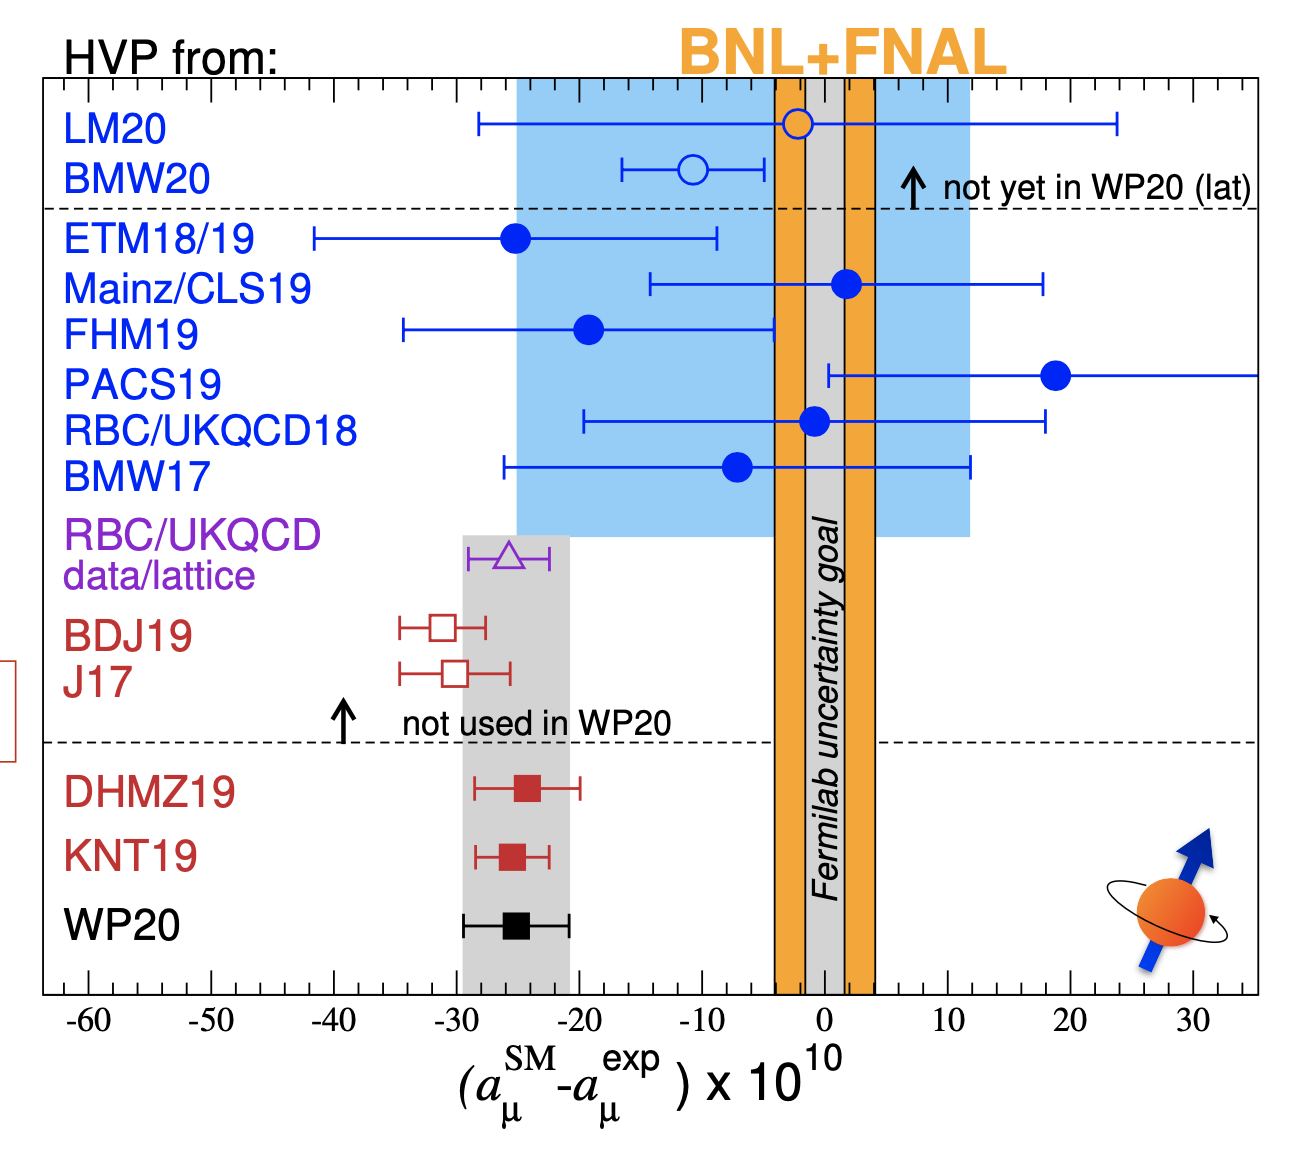 HVP from:
BNL+FNAL
LM20
BMW20
not yet in WP20 (lat)
ETM18/19
Mainz/CLS19
FHM19
PACS19
RBC/UKQCD18
BMW17
RBC/UKQCD
data/lattice
BDJ19
J17
not used in WP20
Fermilab uncertainty goal
DHMZ19
KNT19
WP20
-60 -50 -40 -30 -20 -10 0 10 20 30
(aμSM-aμexp) x 10^10